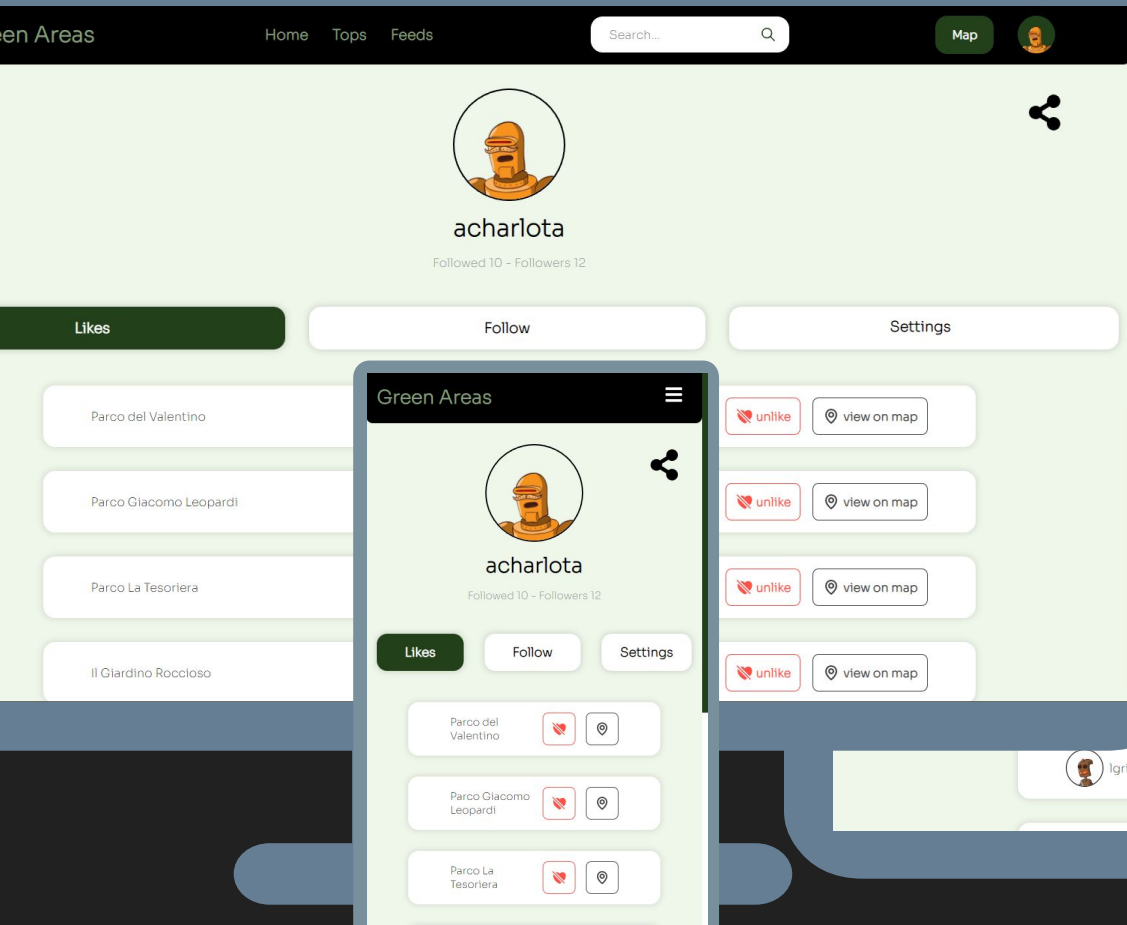 een Areas
Home Tops Feeds
Search...
Map
acharlota
Followed 10 - Followers 12
Likes
Follow
Settings
Parco del Valentino
unlike
view on map
Parco Giacomo Leopardi
unlike
view on map
Parco La Tesoriera
unlike
view on map
Il Giardino Roccioso
unlike
view on map
Green Areas
acharlota
Followed 10 - Followers 12
Likes
Follow
Settings
Parco del
Valentino
Parco Giacomo
Leopardi
Parco La
Tesoriera